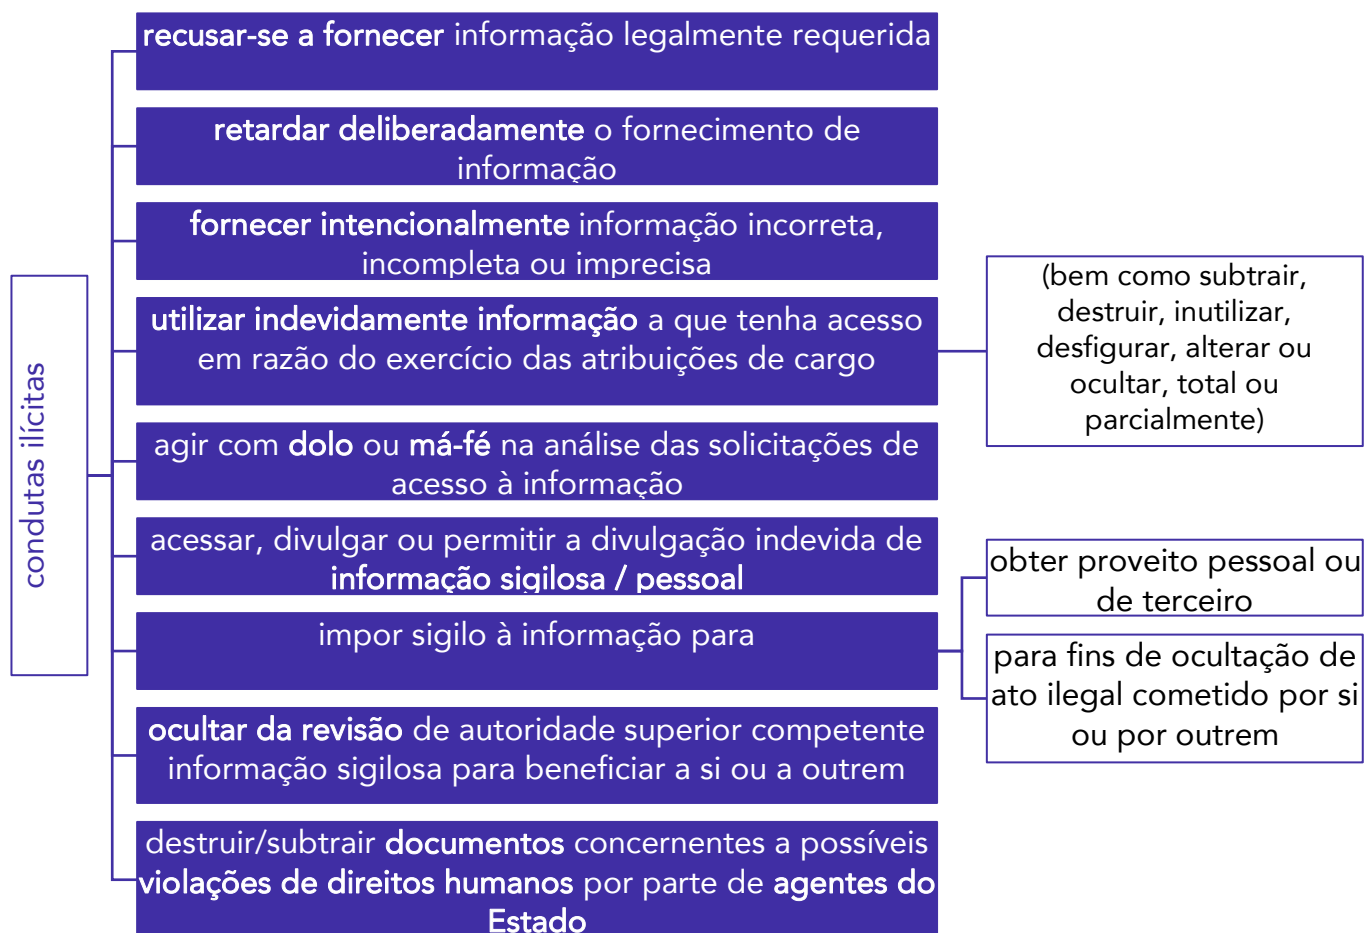 condutas ilícitas
recusar-se a fornecer informação legalmente requerida
retardar deliberadamente o fornecimento de
informação
fornecer intencionalmente informação incorreta,
incompleta ou imprecisa
utilizar indevidamente informação a que tenha acesso
em razão do exercício das atribuições de cargo
(bem como subtrair,
destruir, inutilizar,
desfigurar, alterar ou
ocultar, total ou
parcialmente)
agir com dolo ou má-fé na análise das solicitações de
acesso à informação
acessar, divulgar ou permitir a divulgação indevida de
informação sigilosa / pessoal
impor sigilo à informação para
obter proveito pessoal ou
de terceiro
para fins de ocultação de
ato ilegal cometido por si
ou por outrem
ocultar da revisão de autoridade superior competente
informação sigilosa para beneficiar a si ou a outrem
destruir/subtrair documentos concernentes a possíveis
violações de direitos humanos por parte de agentes do
Estado